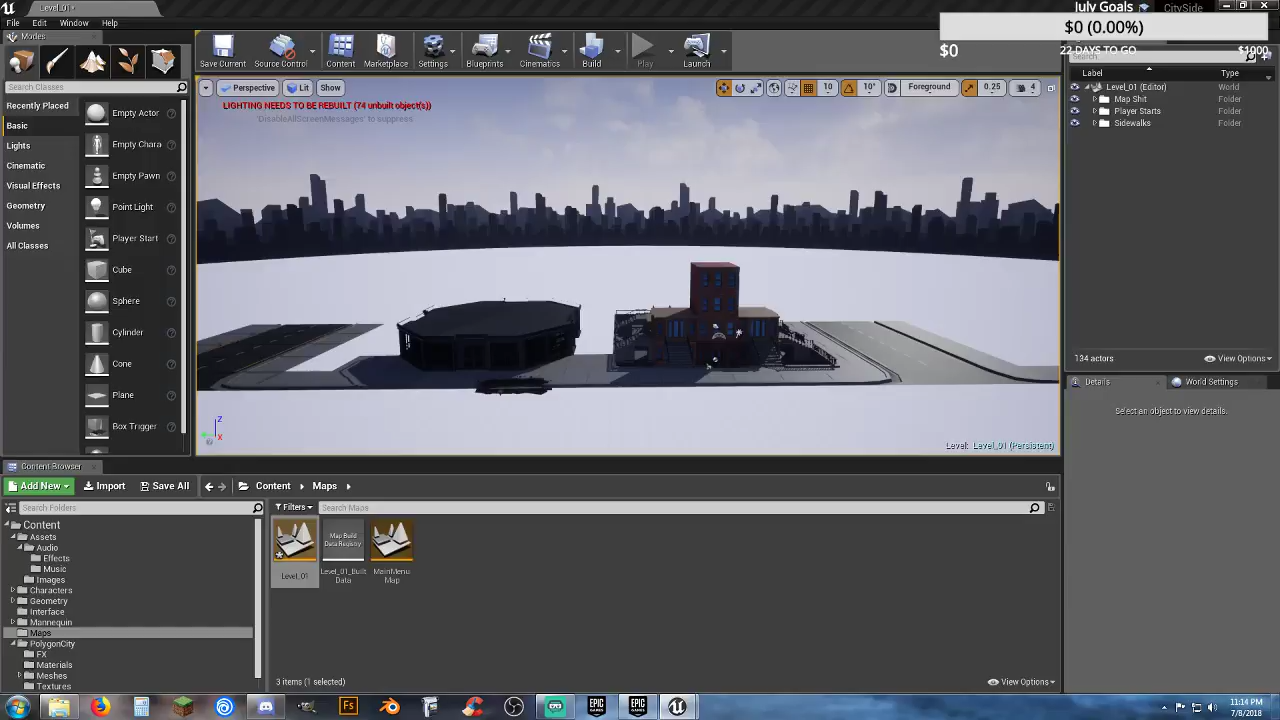 Level_01*
July Goals
CitySide
File
Edit
Window
Help
$0 (0.00%)
$0
22 DAYS TO GO
$1000
Modes
Save Current
Source Control
Content
Marketplace
Settings
Blueprints
Cinematics
Build
Play
Launch
Search Classes
Recently Placed
Basic
Lights
Cinematic
Visual Effects
Geometry
Volumes
All Classes
Empty Actor
Empty Chara
Empty Pawn
Point Light
Player Start
Cube
Sphere
Cylinder
Cone
Plane
Box Trigger
Perspective
Lit
Show
10
10°
Foreground
0.25
4
LIGHTING NEEDS TO BE REBUILT (74 unbuilt object(s))
'DisableAllScreenMessages' to suppress
Z
X
Level: Level_01 (Persistent)
Search
Label
Type
Level_01 (Editor)
World
Map Shit
Folder
Player Starts
Folder
Sidewalks
Folder
134 actors
View Options
Details
World Settings
Select an object to view details.
Content Browser
Add New
Import
Save All
Content
Maps
Search Folders
Filters
Search Maps
Content
Assets
Audio
Effects
Music
Images
Characters
Geometry
Interface
Mannequin
Maps
PolygonCity
FX
Materials
Meshes
Textures
Level_01
Map Build
Data Registry
Level_01_Built
Data
MainMenu
Map
3 items (1 selected)
View Options
Fs
EPIC
GAMES
EPIC
GAMES
11:14 PM
7/8/2018